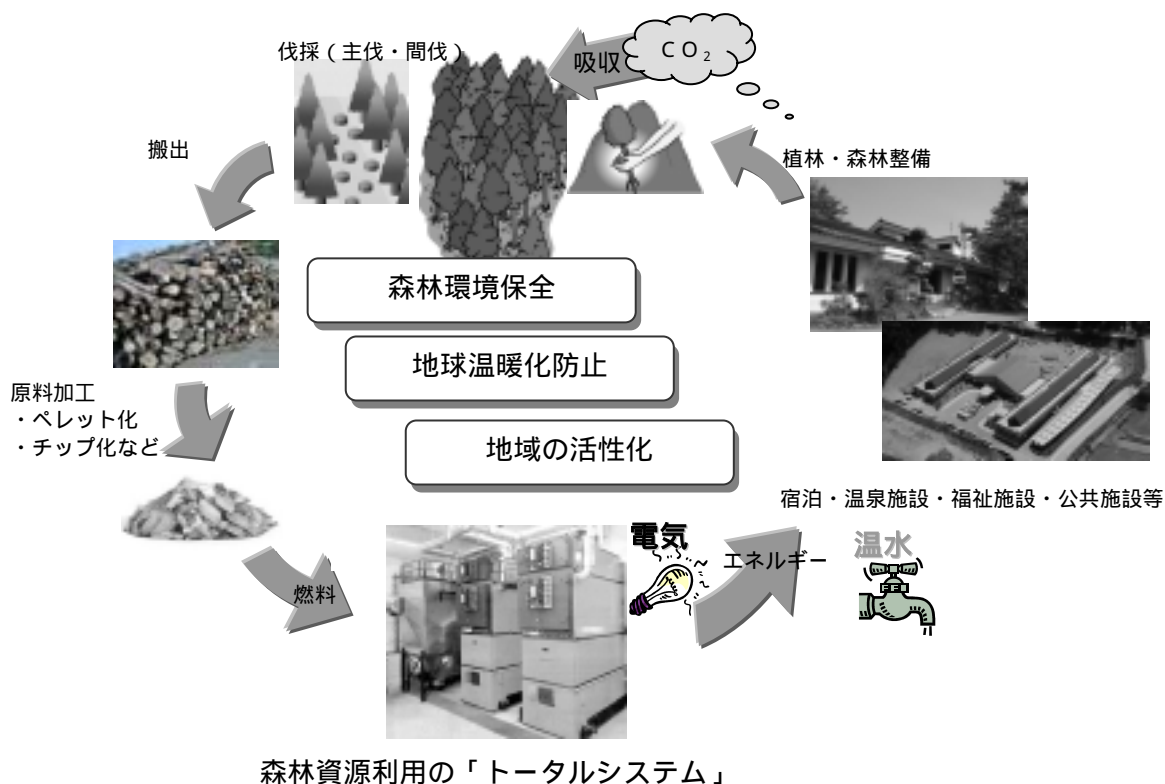 伐採（主伐・間伐）
吸収
ＣＯ₂
搬出
植林・森林整備
森林環境保全
地球温暖化防止
原料加工
・ペレット化
・チップ化など
地域の活性化
宿泊・温泉施設・福祉施設・公共施設等
電気
エネルギー
温水
燃料
森林資源利用の「トータルシステム」